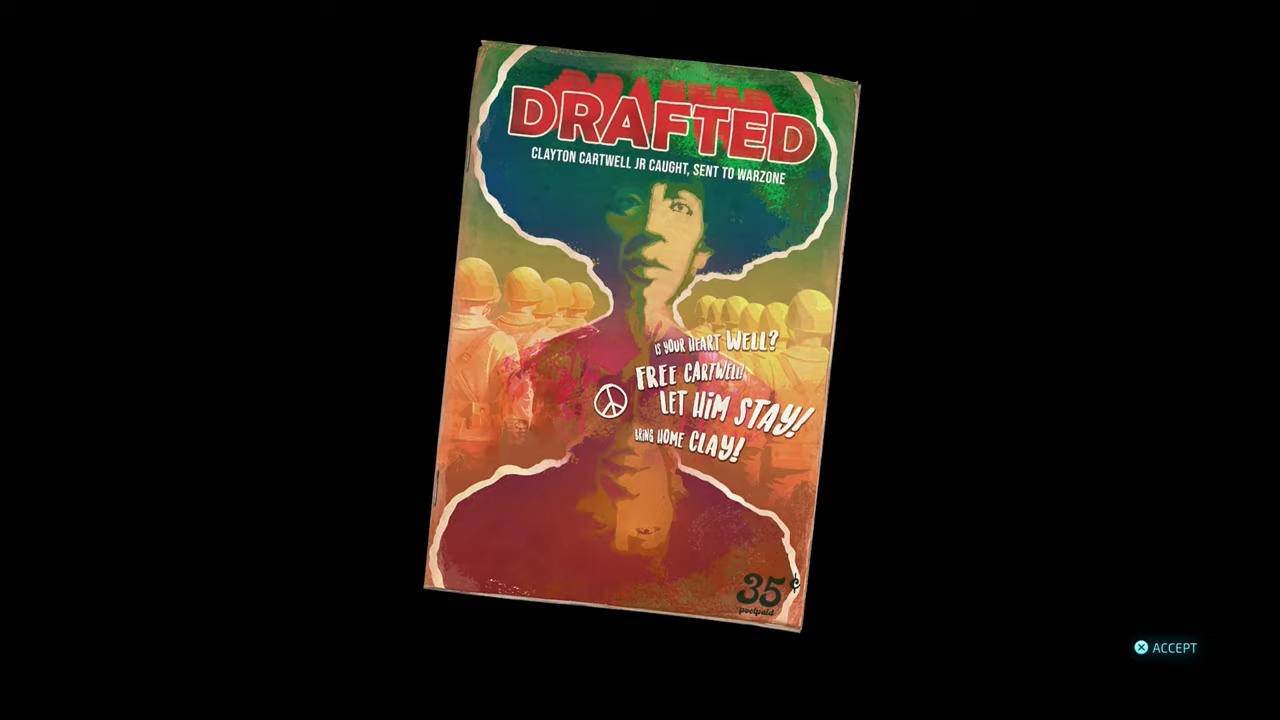 DRAFTED
CLAYTON CARTWELL JR CAUGHT, SENT TO WARZONE
IS YOUR HEART WELL?
FREE CARTWELL!
LET HIM STAY!
BRING HOME CLAY!
35¢
postpaid
ACCEPT